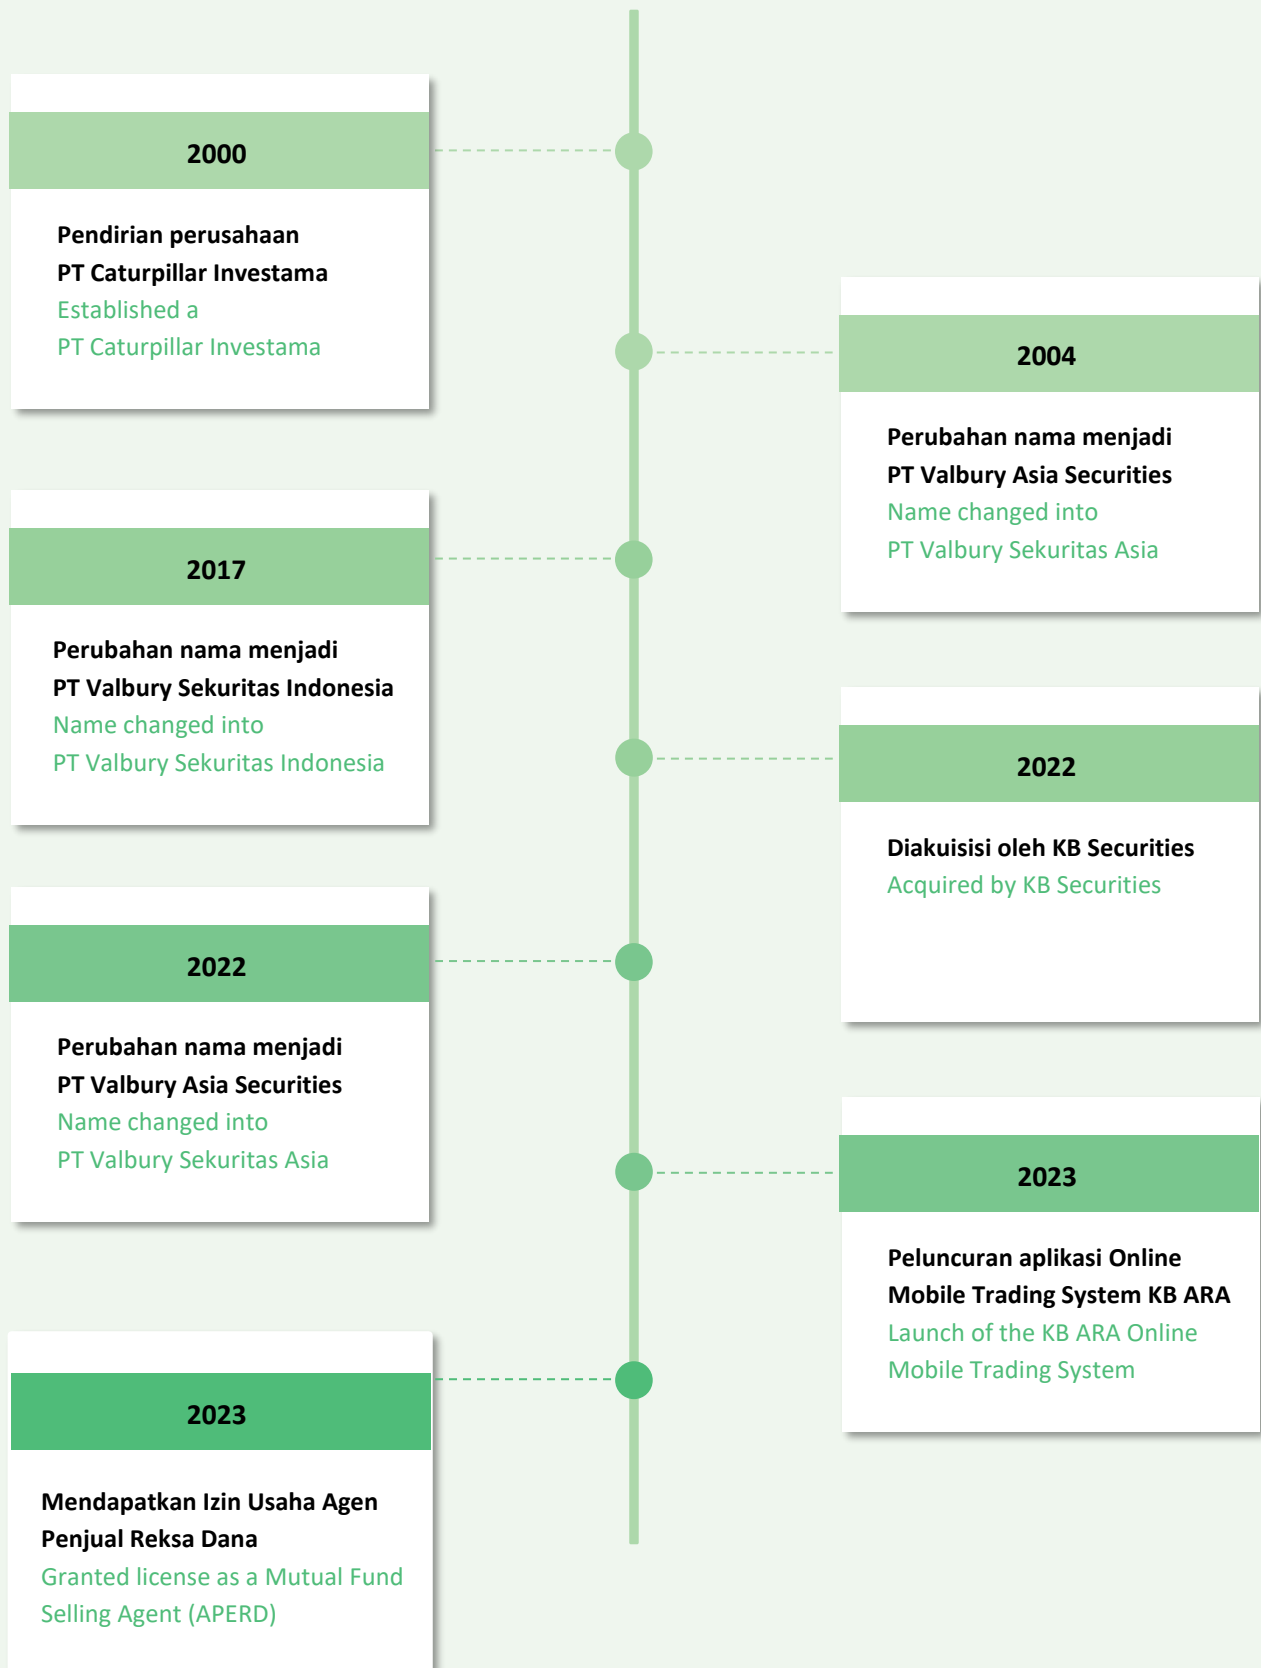 2000
Pendirian perusahaan
PT Caturpillar Investama
Established a
PT Caturpillar Investama
2004
Perubahan nama menjadi
PT Valbury Asia Securities
Name changed into
PT Valbury Sekuritas Asia
2017
Perubahan nama menjadi
PT Valbury Sekuritas Indonesia
Name changed into
PT Valbury Sekuritas Indonesia
2022
Diakuisisi oleh KB Securities
Acquired by KB Securities
2022
Perubahan nama menjadi
PT Valbury Asia Securities
Name changed into
PT Valbury Sekuritas Asia
2023
Peluncuran aplikasi Online
Mobile Trading System KB ARA
Launch of the KB ARA Online
Mobile Trading System
2023
Mendapatkan Izin Usaha Agen
Penjual Reksa Dana
Granted license as a Mutual Fund
Selling Agent (APERD)